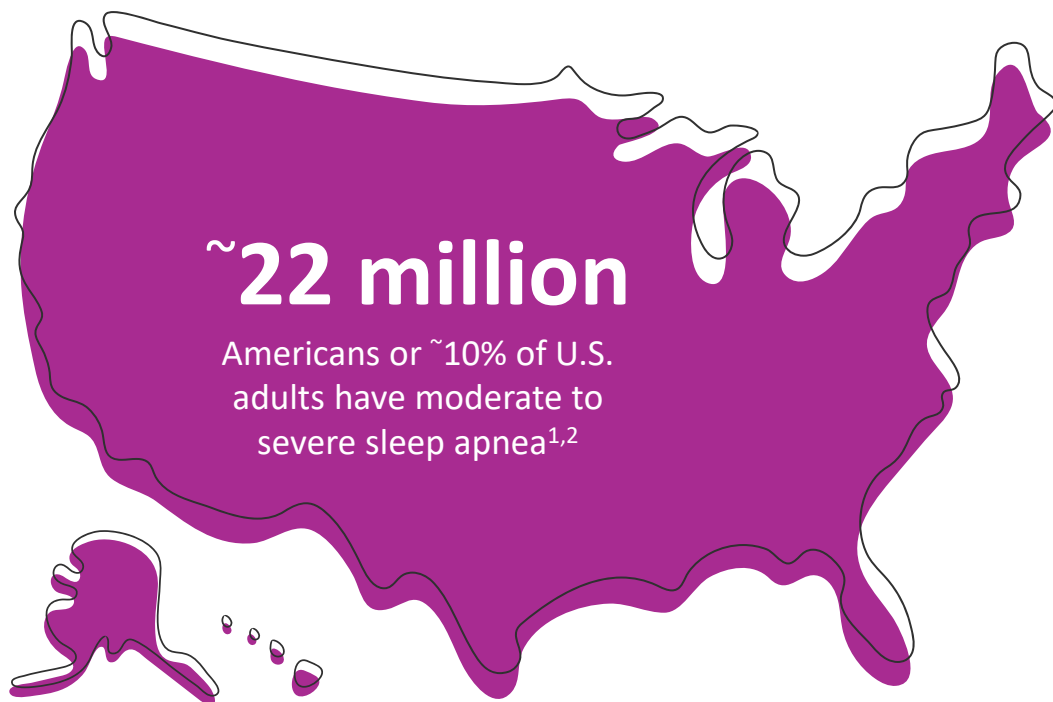 ~22 million
Americans or ~10% of U.S.
adults have moderate to
severe sleep apnea1,2